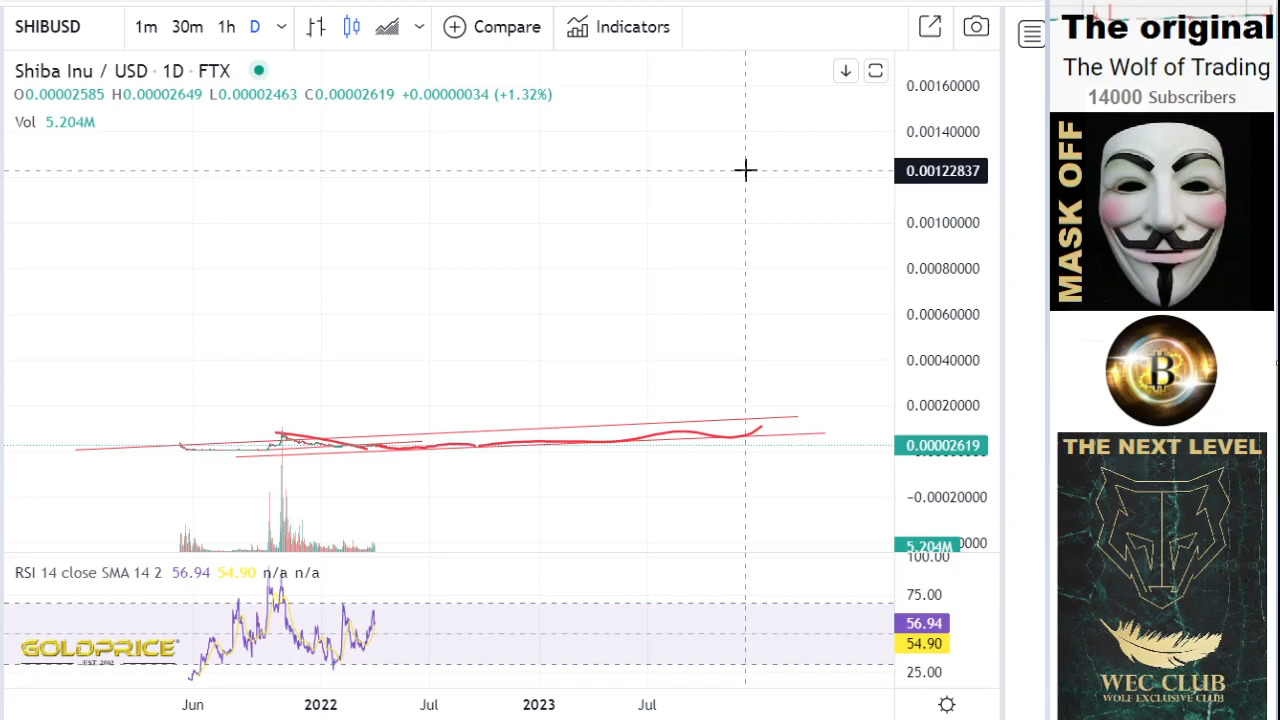 SHIBUSD 1m 30m 1h D Compare Indicators
Shiba Inu / USD · 1D · FTX
O0.00002585 H0.00002649 L0.00002463 C0.00002619 +0.00000034 (+1.32%)
Vol 5.204M
0.00160000
0.00140000
0.00122837
0.00100000
0.00080000
0.00060000
0.00040000
0.00020000
0.00002619
−0.00020000
5.204M
100.00
RSI 14 close SMA 14 2 56.94 54.90 n/a n/a
75.00
56.94
54.90
25.00
GOLDPRICE
EST. 2002
Jun 2022 Jul 2023 Jul
The original
The Wolf of Trading
14000 Subscribers
MASK OFF
THE NEXT LEVEL
WEC CLUB
WOLF EXCLUSIVE CLUB